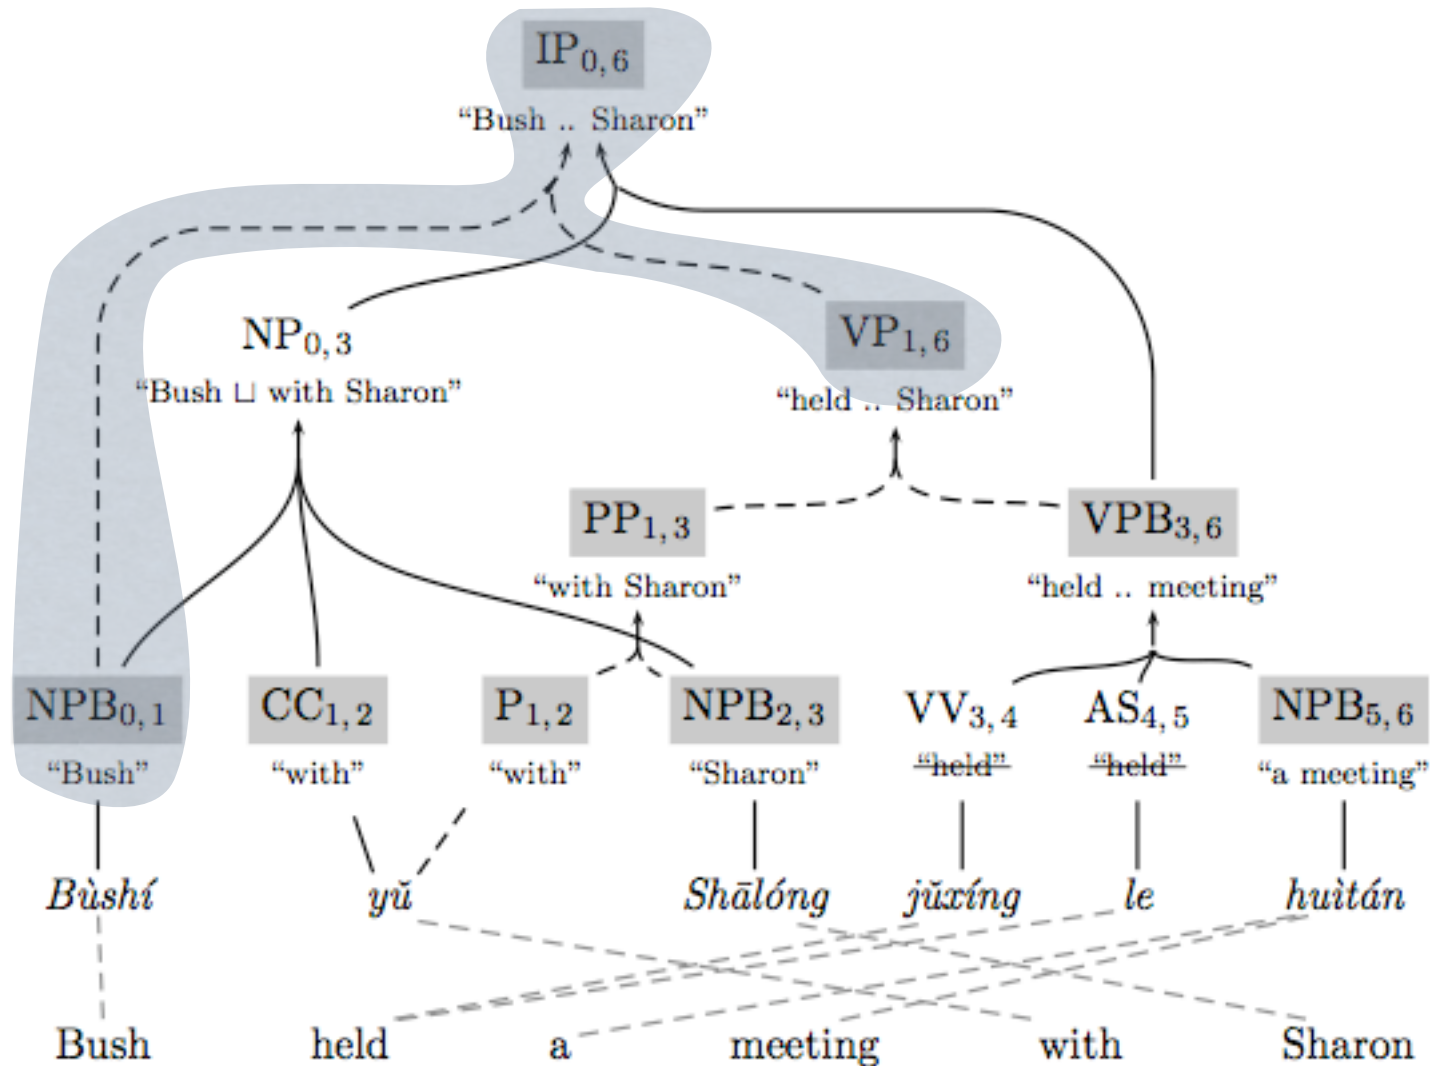 IP0,6
“Bush .. Sharon”
NP0,3
VP1,6
“Bush ⊔ with Sharon”
“held .. Sharon”
PP1,3 VPB3,6
“with Sharon” “held .. meeting”
NPB0,1 CC1,2 P1,2 NPB2,3 VV3,4 AS4,5 NPB5,6
“Bush” “with” “with” “Sharon” “held” “held” “a meeting”
Bùshí yǔ Shālóng jǔxíng le huìtán
Bush held a meeting with Sharon